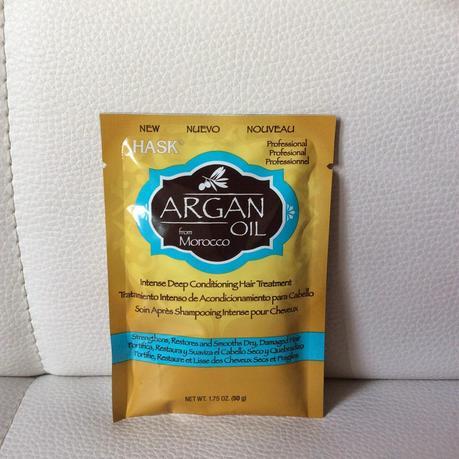 NEW NUEVO NOUVEAU
HASK®
Professional
Profesional
Professionnel
ARGAN
OIL
from
Morocco
Intense Deep Conditioning Hair Treatment
Tratamiento Intenso de Acondicionamiento para Cabello
Soin Après Shampooing Intense pour Cheveux
Strengthens, Restores and Smooths Dry, Damaged Hair
Fortifica, Restaura y Suaviza el Cabello Seco y Quebradizo
Fortifie, Restaure et Lisse des Cheveux Secs et Fragiles
NET WT. 1.75 OZ. (50 g)